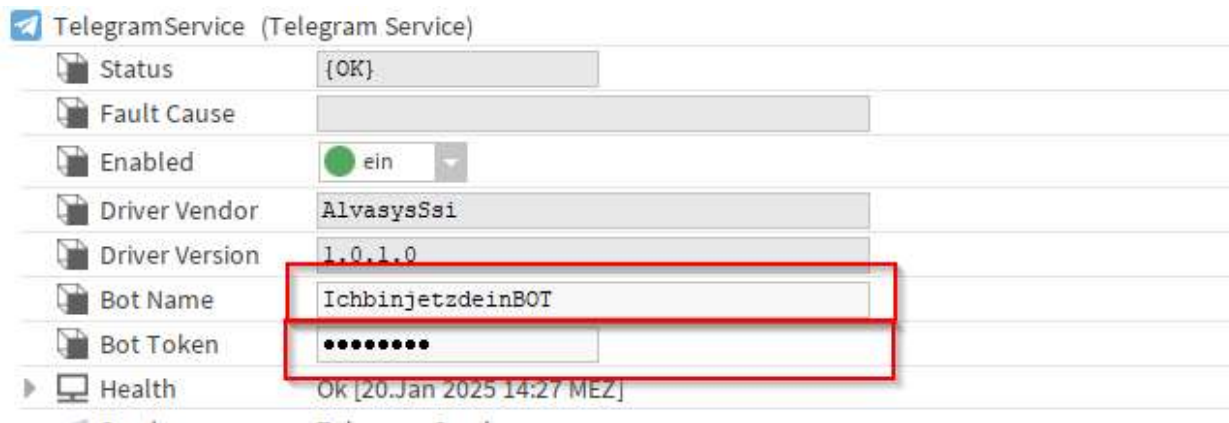 TelegramService (Telegram Service)
Status {OK}
Fault Cause
Enabled ein
Driver Vendor AlvasysSsi
Driver Version 1.0.1.0
Bot Name IchbinjetzdeinBOT
Bot Token ••••••••
Health Ok [20.Jan 2025 14:27 MEZ]